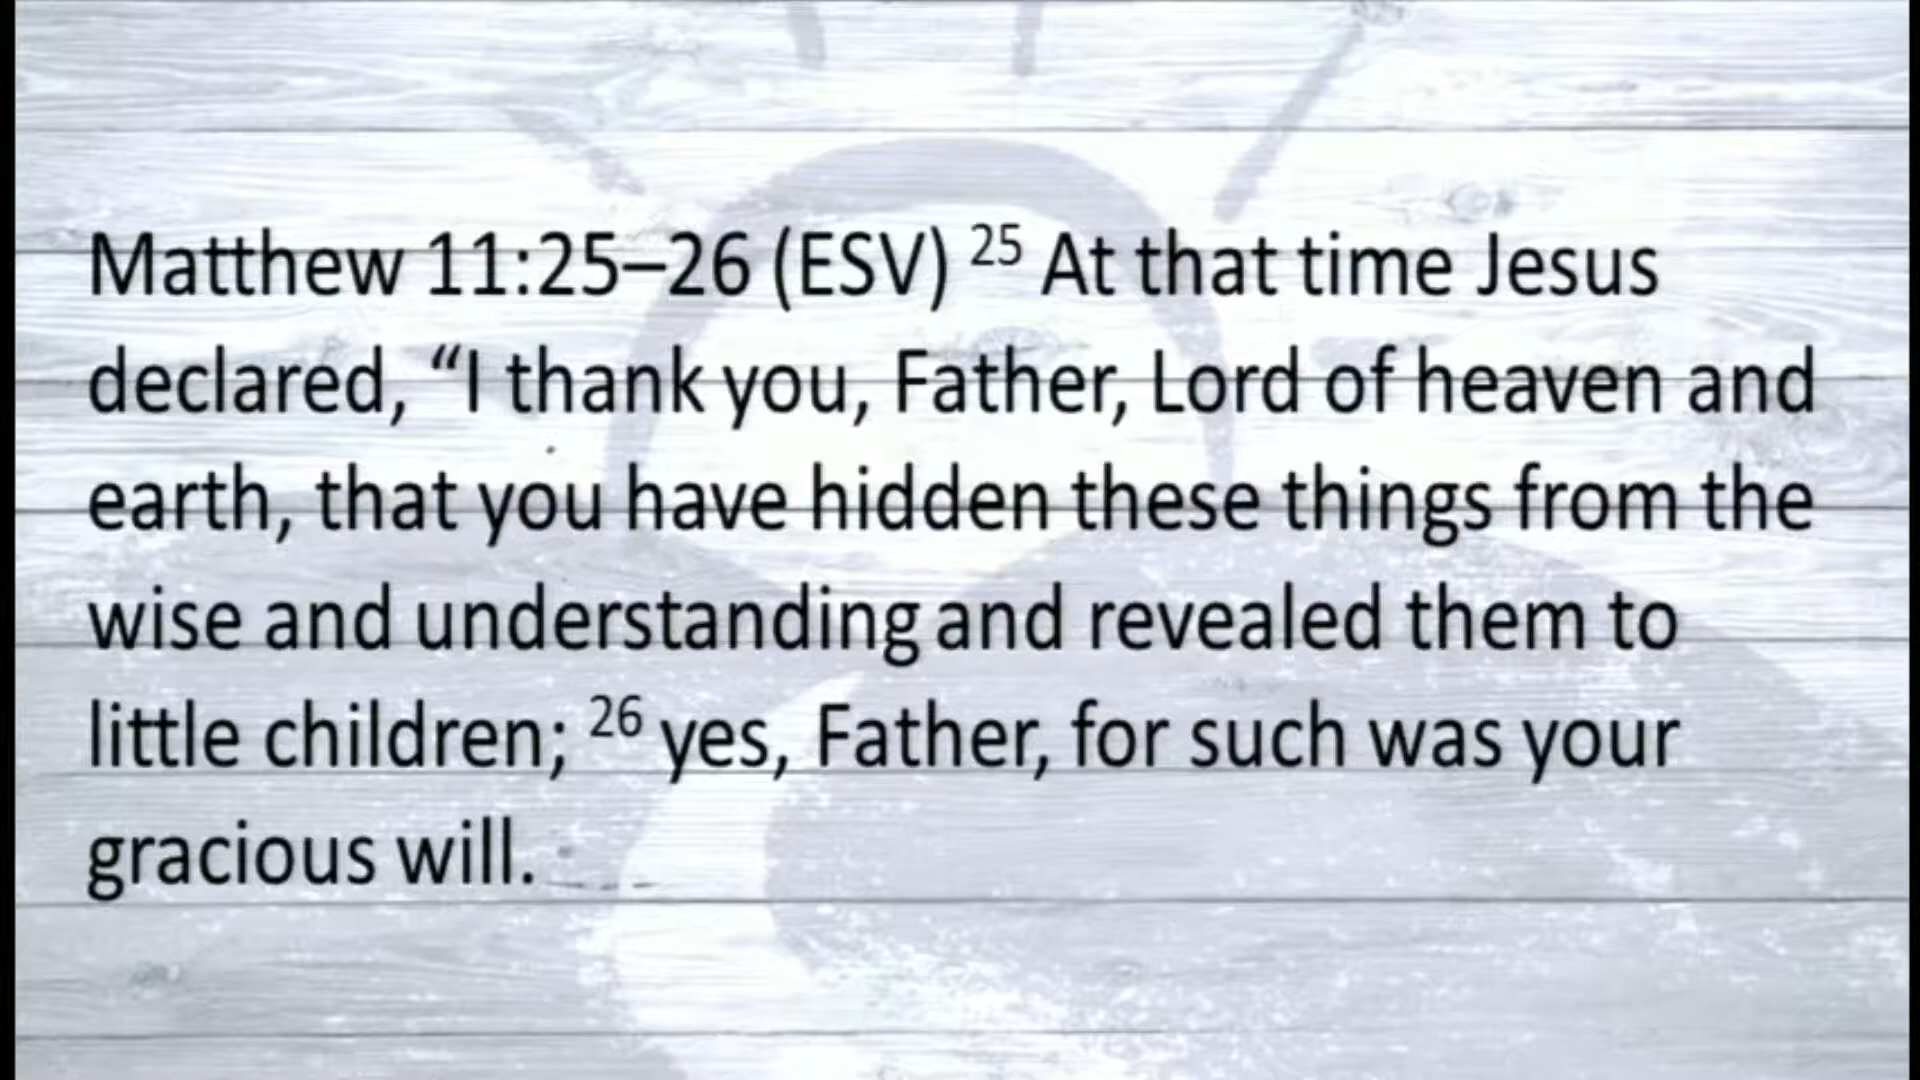 Matthew 11:25–26 (ESV) 25 At that time Jesus
declared, “I thank you, Father, Lord of heaven and
earth, that you have hidden these things from the
wise and understanding and revealed them to
little children; 26 yes, Father, for such was your
gracious will.